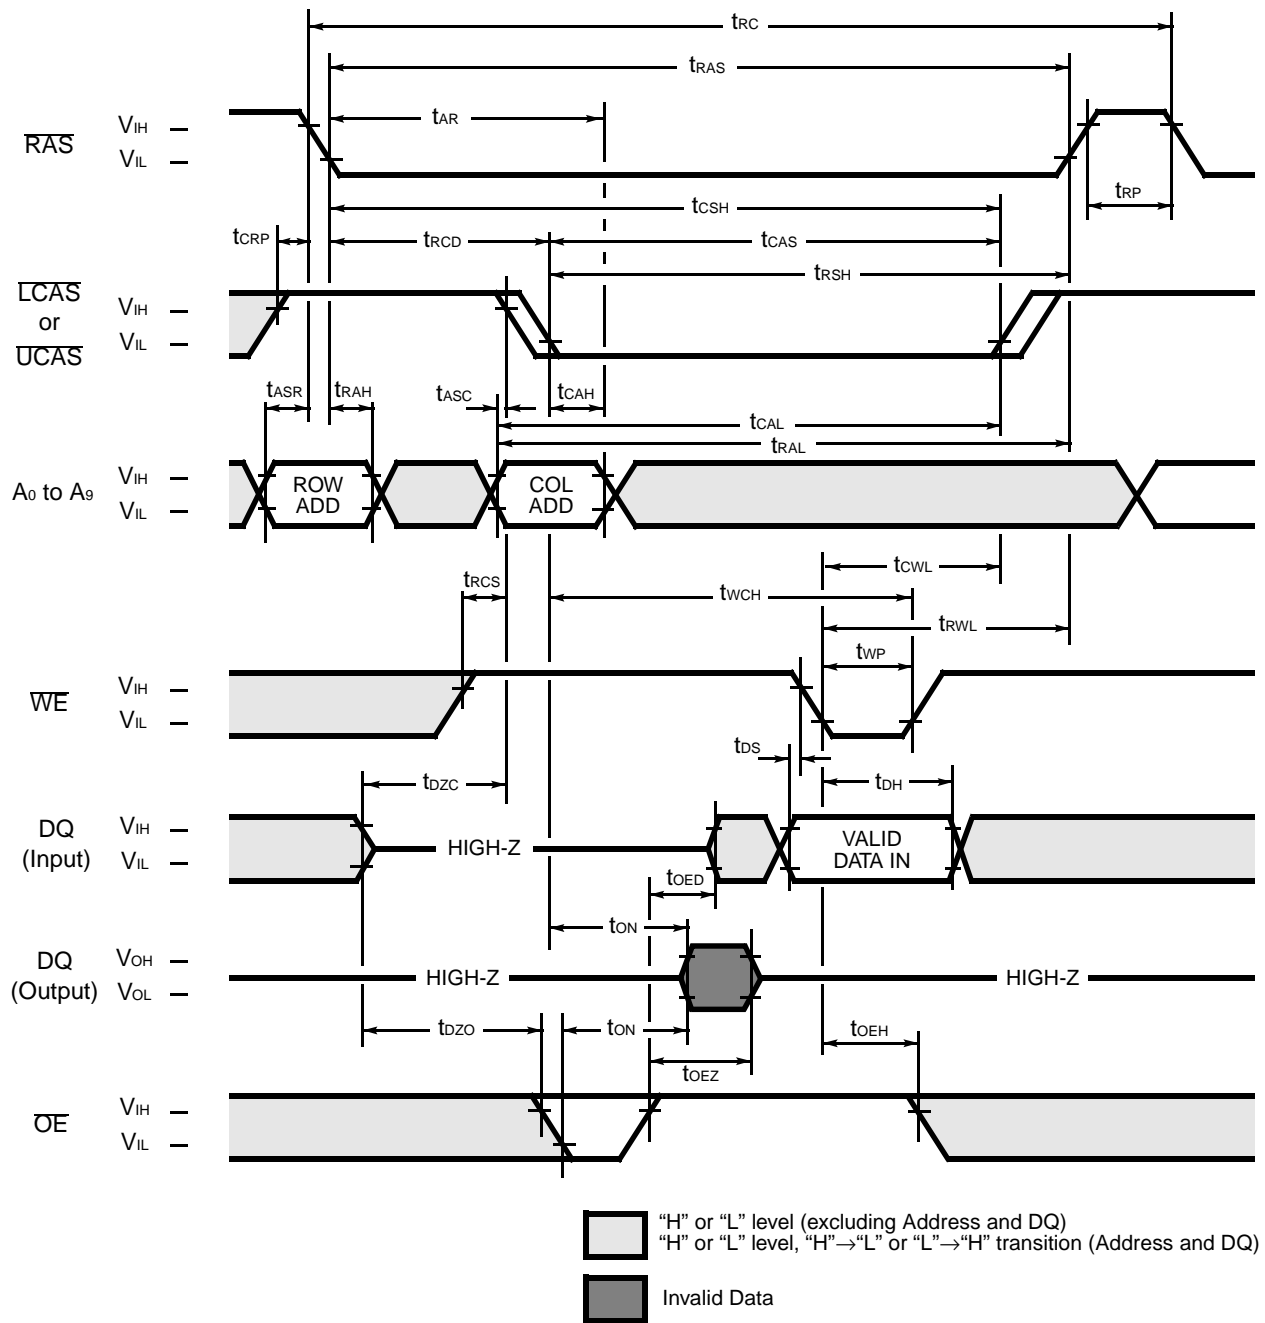 tRC
tRAS
tAR
RAS
VIH
VIL
tRP
tCSH
tCRP
tRCD
tCAS
tRSH
LCAS
or
UCAS
VIH
VIL
tASR
tRAH
tASC
tCAH
tCAL
tRAL
A0 to A9
VIH
VIL
ROW
ADD
COL
ADD
tCWL
tRCS
tWCH
tRWL
tWP
WE
VIH
VIL
tDS
tDZC
tDH
DQ
(Input)
VIH
VIL
HIGH-Z
VALID
DATA IN
tOED
tON
DQ
(Output)
VOH
VOL
HIGH-Z
HIGH-Z
tDZO
tON
tOEH
tOEZ
OE
VIH
VIL
“H” or “L” level (excluding Address and DQ)
“H” or “L” level, “H”→“L” or “L”→“H” transition (Address and DQ)
Invalid Data